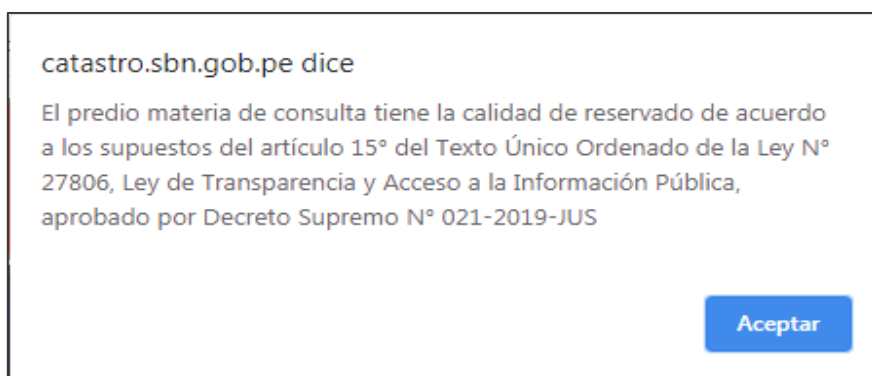 catastro.sbn.gob.pe dice
El predio materia de consulta tiene la calidad de reservado de acuerdo
a los supuestos del artículo 15° del Texto Único Ordenado de la Ley N°
27806, Ley de Transparencia y Acceso a la Información Pública,
aprobado por Decreto Supremo N° 021-2019-JUS
Aceptar